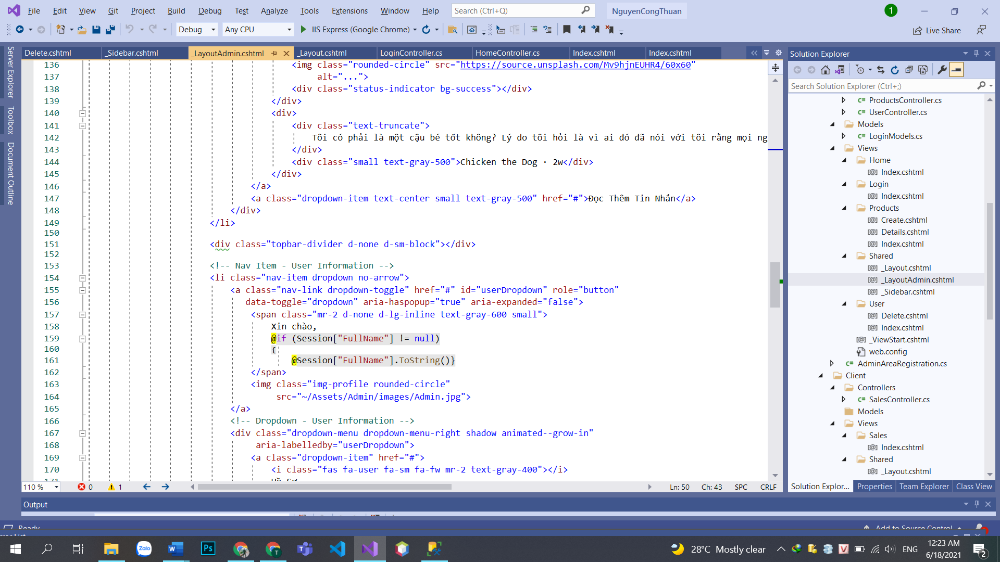 File Edit View Git Project Build Debug Test Analyze Tools Extensions Window Help Search (Ctrl+Q) NguyenCongThuan 1
Debug Any CPU IIS Express (Google Chrome) Live Share
Server Explorer
Toolbox
Document Outline
Delete.cshtml _Sidebar.cshtml _LayoutAdmin.cshtml _Layout.cshtml LoginController.cs HomeController.cs Index.cshtml Index.cshtml
136 <img class="rounded-circle" src="https://source.unsplash.com/Mv9hjnEUHR4/60x60"
137 alt="...">
138 <div class="status-indicator bg-success"></div>
139 </div>
140 <div>
141 <div class="text-truncate">
142 Tôi có phải là một cậu bé tốt không? Lý do tôi hỏi là vì ai đó đã nói với tôi rằng mọi ng
143 </div>
144 <div class="small text-gray-500">Chicken the Dog · 2w</div>
145 </div>
146 </a>
147 <a class="dropdown-item text-center small text-gray-500" href="#">Đọc Thêm Tin Nhắn</a>
148 </div>
149 </li>
150
151 <div class="topbar-divider d-none d-sm-block"></div>
152
153 <!-- Nav Item - User Information -->
154 <li class="nav-item dropdown no-arrow">
155 <a class="nav-link dropdown-toggle" href="#" id="userDropdown" role="button"
156 data-toggle="dropdown" aria-haspopup="true" aria-expanded="false">
157 <span class="mr-2 d-none d-lg-inline text-gray-600 small">
158 Xin chào,
159 @if (Session["FullName"] != null)
160 {
161 @Session["FullName"].ToString()}
162 </span>
163 <img class="img-profile rounded-circle"
164 src="~/Assets/Admin/images/Admin.jpg">
165 </a>
166 <!-- Dropdown - User Information -->
167 <div class="dropdown-menu dropdown-menu-right shadow animated--grow-in"
168 aria-labelledby="userDropdown">
169 <a class="dropdown-item" href="#">
170 <i class="fas fa-user fa-sm fa-fw mr-2 text-gray-400"></i>
171 Hồ Sơ
110 % 0 1 Ln: 50 Ch: 43 SPC CRLF
Solution Explorer
Search Solution Explorer (Ctrl+;)
C# ProductsController.cs
C# UserController.cs
Models
C# LoginModels.cs
Views
Home
[@] Index.cshtml
Login
[@] Index.cshtml
Products
[@] Create.cshtml
[@] Details.cshtml
[@] Index.cshtml
Shared
[@] _Layout.cshtml
[@] _LayoutAdmin.cshtml
[@] _Sidebar.cshtml
User
[@] Delete.cshtml
[@] Index.cshtml
[@] _ViewStart.cshtml
web.config
C# AdminAreaRegistration.cs
Client
Controllers
C# SalesController.cs
Models
Views
Sales
[@] Index.cshtml
Shared
[@] _Layout.cshtml
Solution Explor... Properties Team Explorer Class View
Output
Ready Add to Source Control
Zalo Ps T 28°C Mostly clear ENG 12:23 AM
6/18/2021 2